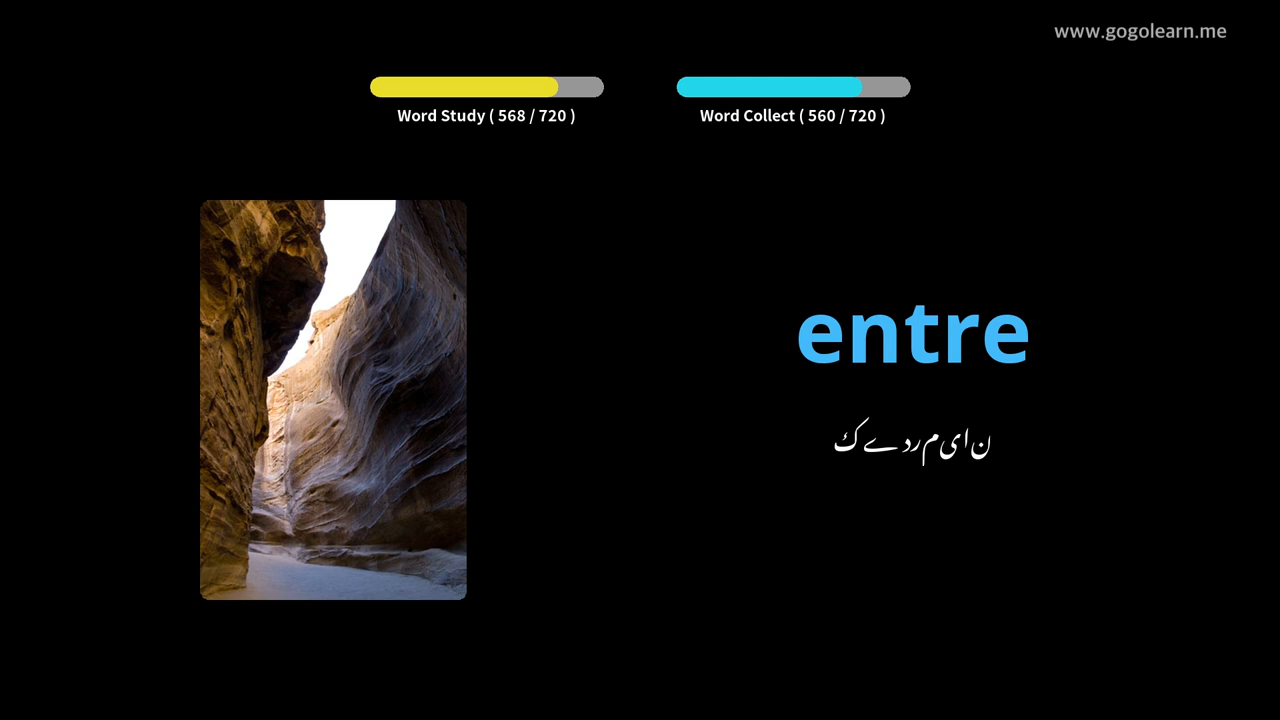 www.gogolearn.me
Word Study ( 568 / 720 )
Word Collect ( 560 / 720 )
entre
کے درمیان